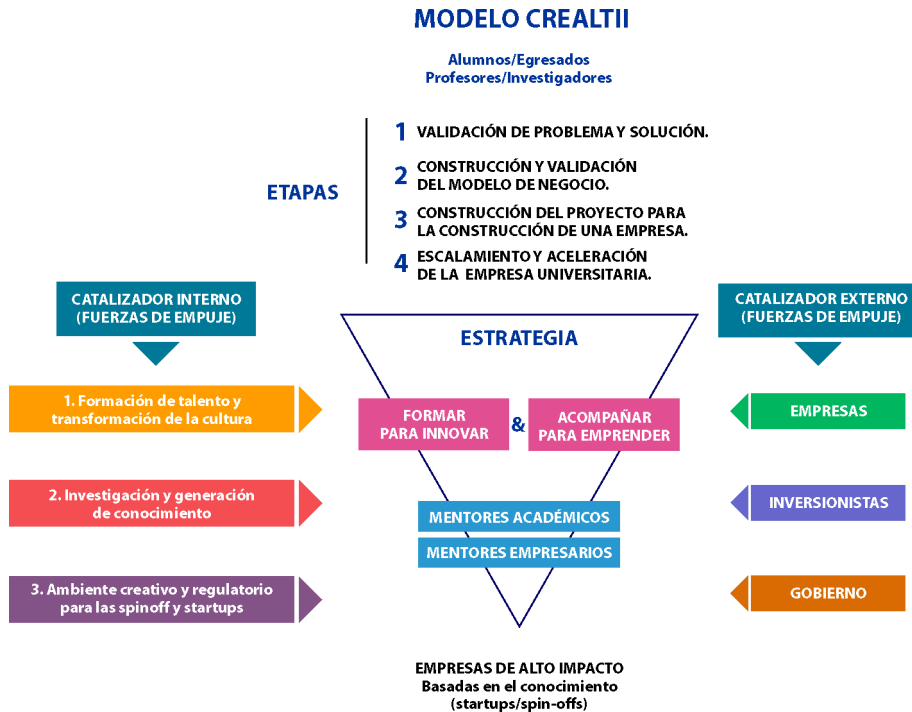 MODELO CREALTII
Alumnos/Egresados
Profesores/Investigadores
ETAPAS
1 VALIDACIÓN DE PROBLEMA Y SOLUCIÓN.
2 CONSTRUCCIÓN Y VALIDACIÓN
DEL MODELO DE NEGOCIO.
3 CONSTRUCCIÓN DEL PROYECTO PARA
LA CONSTRUCCIÓN DE UNA EMPRESA.
4 ESCALAMIENTO Y ACELERACIÓN
DE LA EMPRESA UNIVERSITARIA.
CATALIZADOR INTERNO
(FUERZAS DE EMPUJE)
1. Formación de talento y
transformación de la cultura
2. Investigación y generación
de conocimiento
3. Ambiente creativo y regulatorio
para las spinoff y startups
ESTRATEGIA
FORMAR
PARA INNOVAR
&
ACOMPAÑAR
PARA EMPRENDER
MENTORES ACADÉMICOS
MENTORES EMPRESARIOS
CATALIZADOR EXTERNO
(FUERZAS DE EMPUJE)
EMPRESAS
INVERSIONISTAS
GOBIERNO
EMPRESAS DE ALTO IMPACTO
Basadas en el conocimiento
(startups/spin-offs)